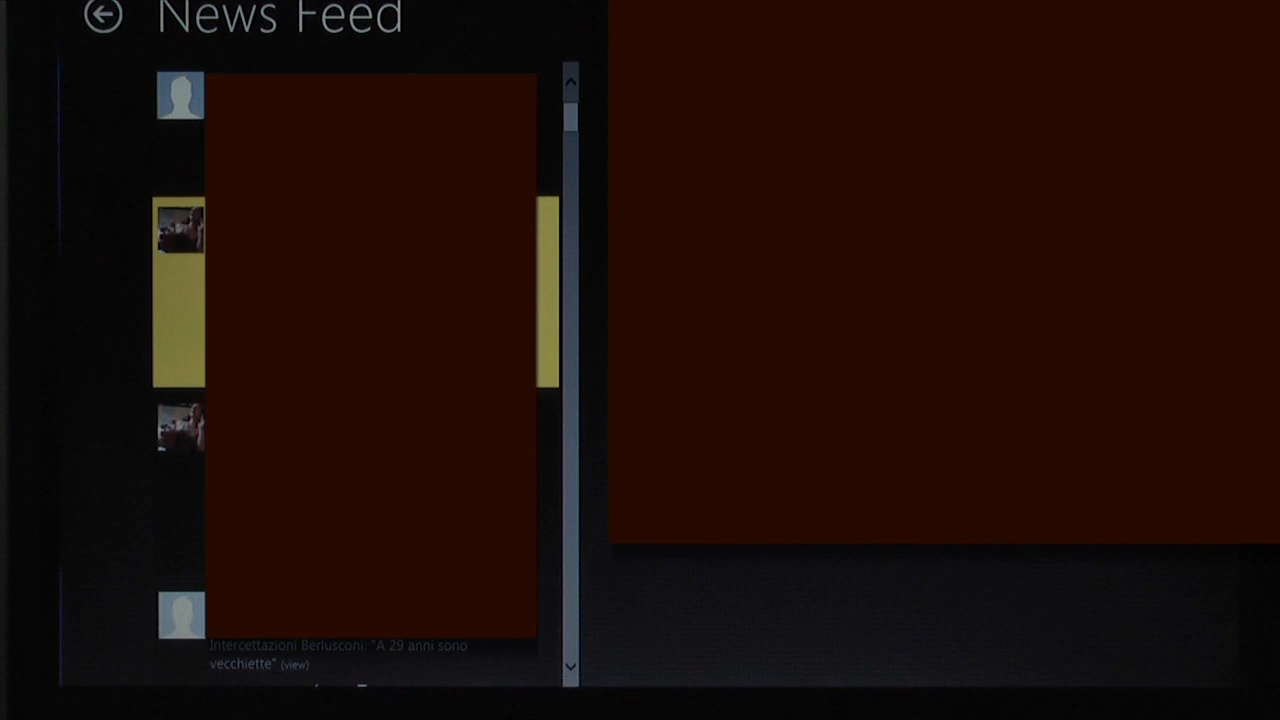 News Feed
Intercettazioni Berlusconi: "A 29 anni sono
vecchiette" (view)